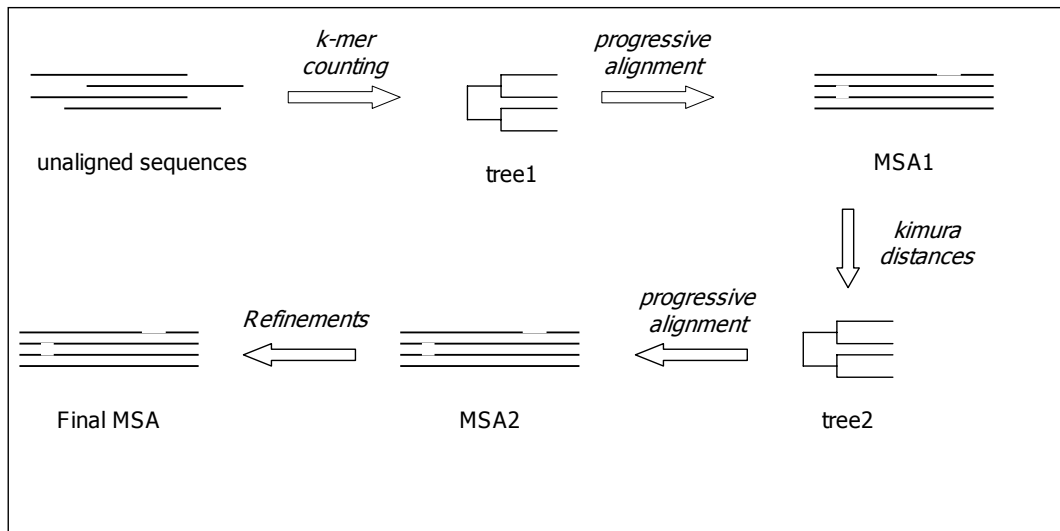 k-mer
counting
progressive
alignment
unaligned sequences
tree1
MSA1
kimura
distances
progressive
alignment
Refinements
Final MSA
MSA2
tree2